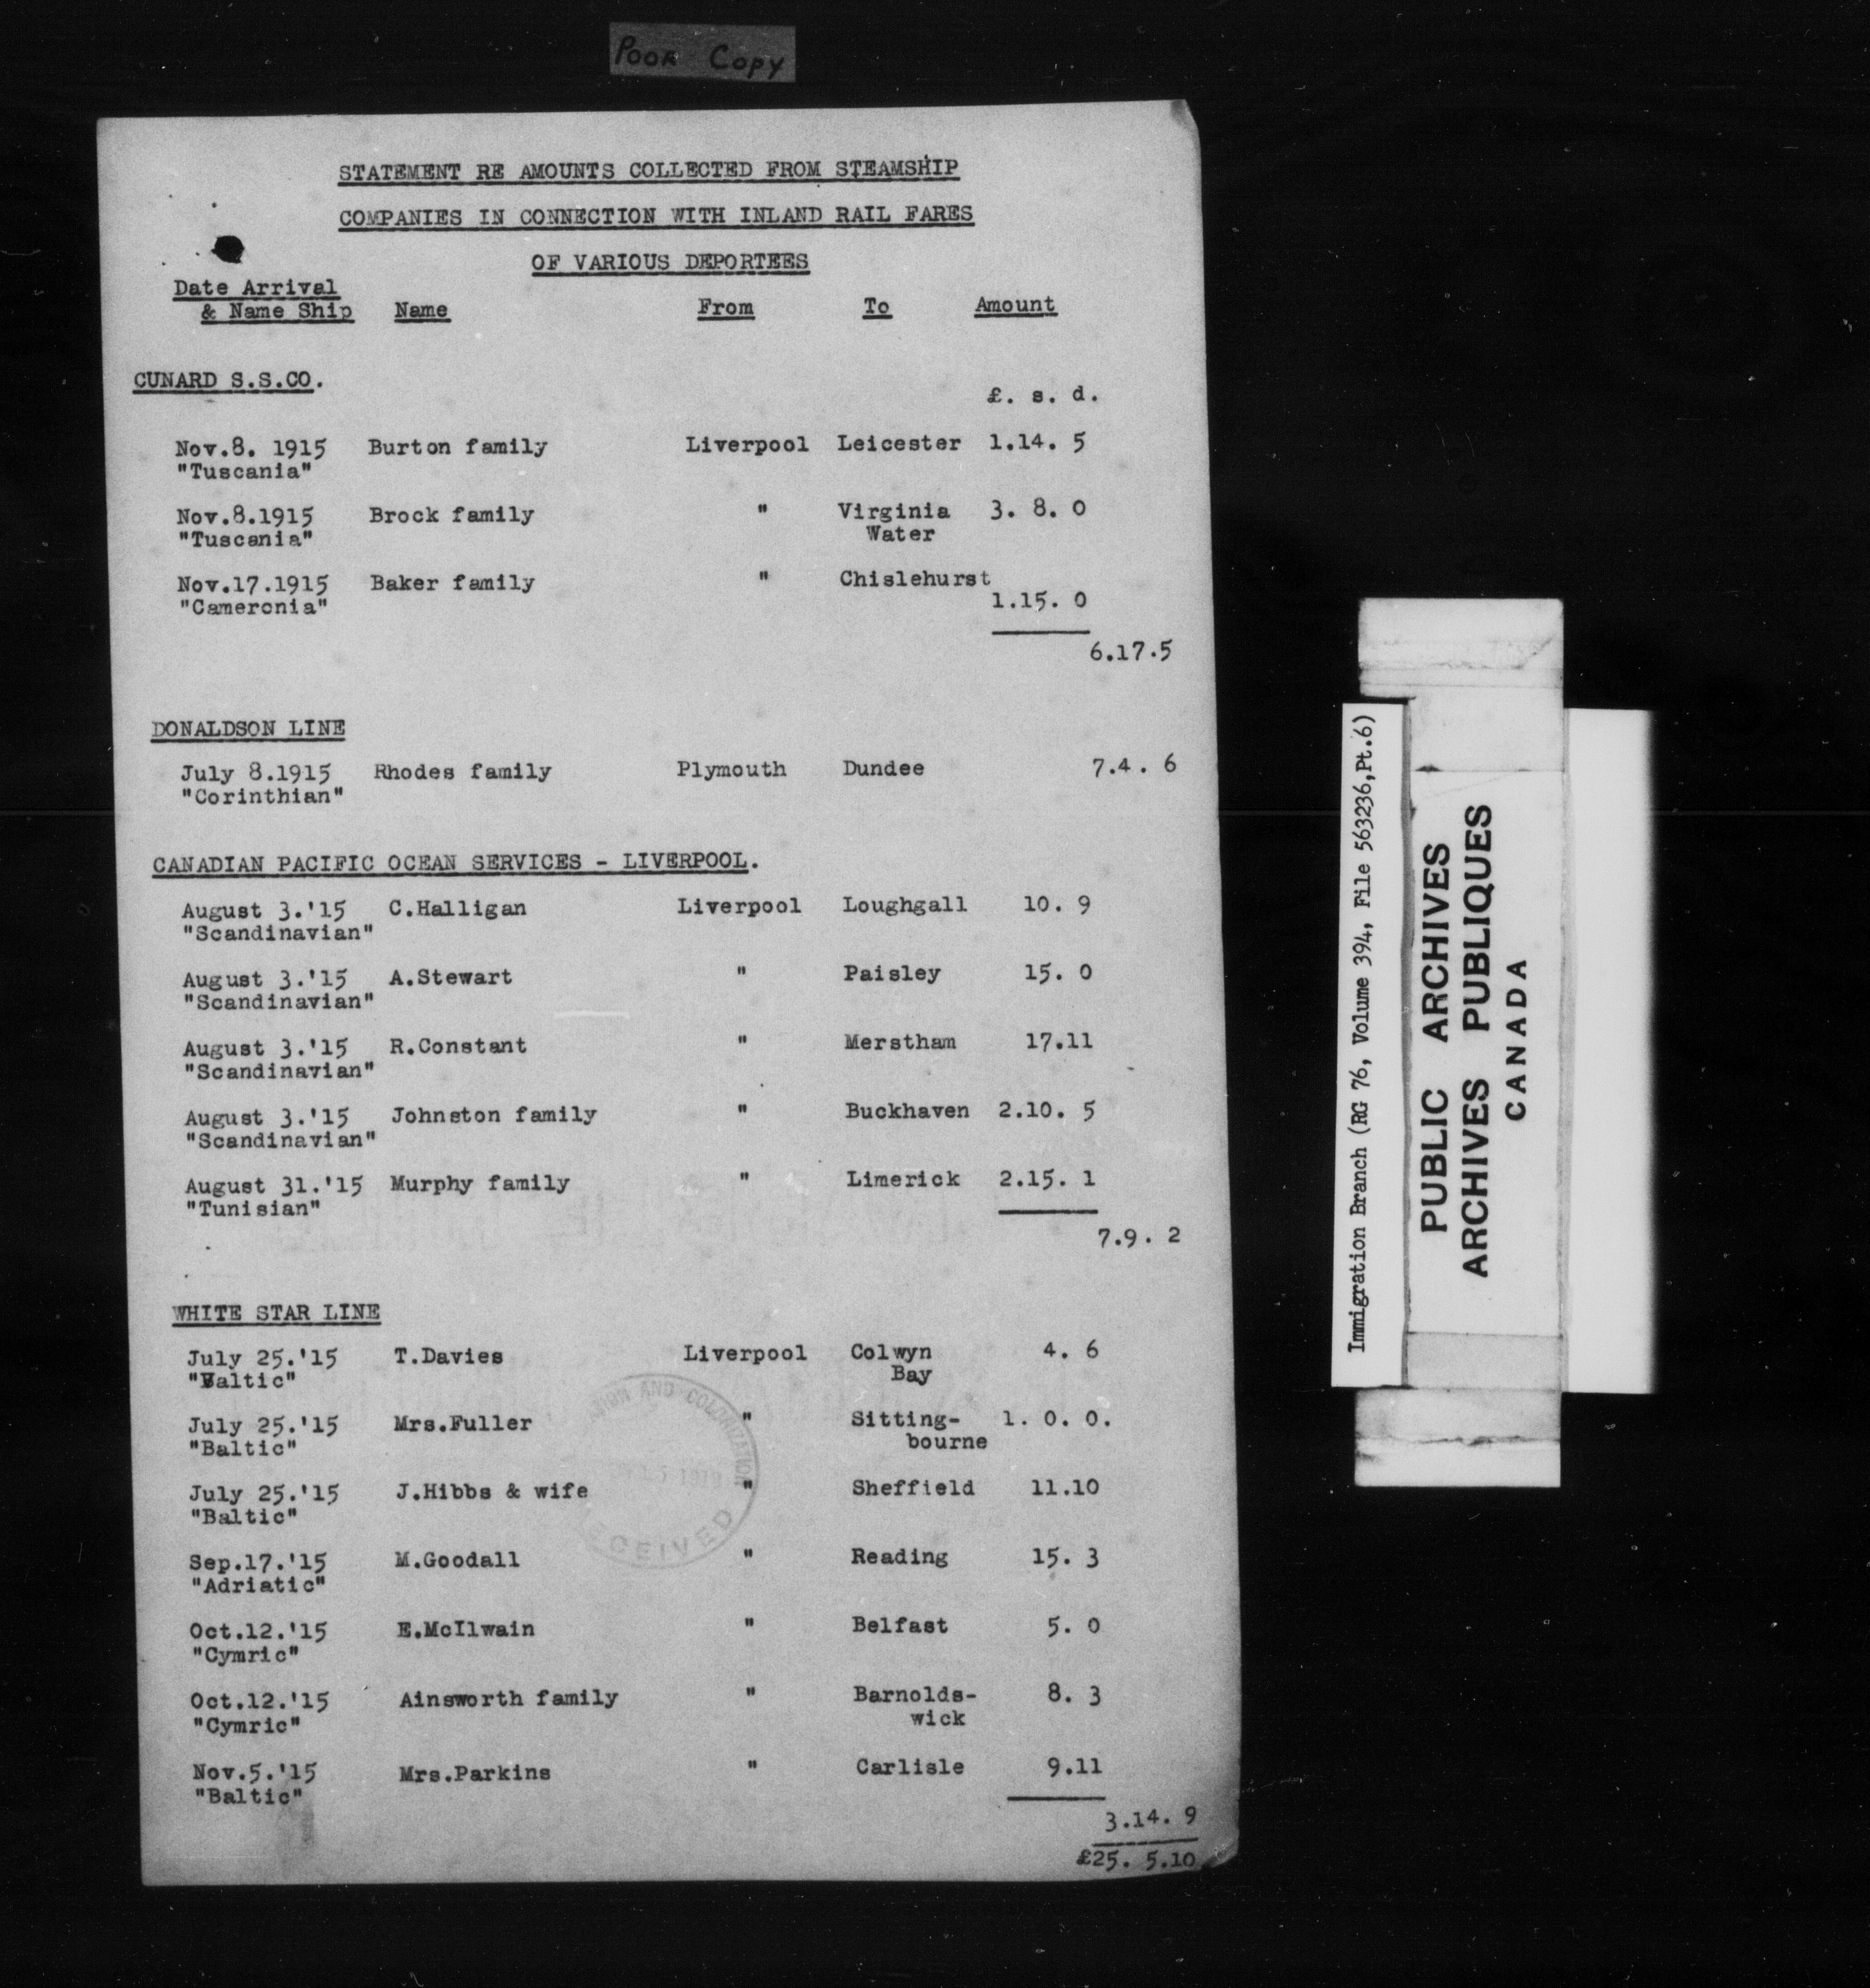 POOR COPY
STATEMENT RE AMOUNTS COLLECTED FROM STEAMSHIP
COMPANIES IN CONNECTION WITH INLAND RAIL FARES
OF VARIOUS DEPORTEES
Date Arrival
& Name Ship Name From To Amount
CUNARD S.S.CO.
£. s. d.
Nov.8. 1915 Burton family Liverpool Leicester 1.14. 5
"Tuscania"
Nov.8.1915 Brock family " Virginia 3. 8. 0
"Tuscania" Water
Nov.17.1915 Baker family " Chislehurst
"Cameronia" 1.15. 0
6.17.5
DONALDSON LINE
July 8.1915 Rhodes family Plymouth Dundee 7.4. 6
"Corinthian"
CANADIAN PACIFIC OCEAN SERVICES - LIVERPOOL.
August 3.'15 C.Halligan Liverpool Loughgall 10. 9
"Scandinavian"
August 3.'15 A.Stewart " Paisley 15. 0
"Scandinavian"
August 3.'15 R.Constant " Merstham 17.11
"Scandinavian"
August 3.'15 Johnston family " Buckhaven 2.10. 5
"Scandinavian"
August 31.'15 Murphy family " Limerick 2.15. 1
"Tunisian"
7.9. 2
WHITE STAR LINE
July 25.'15 T.Davies Liverpool Colwyn 4. 6
"Baltic" Bay
July 25.'15 Mrs.Fuller " Sitting- 1. 0. 0.
"Baltic" bourne
July 25.'15 J.Hibbs & wife " Sheffield 11.10
"Baltic"
Sep.17.'15 M.Goodall " Reading 15. 3
"Adriatic"
Oct.12.'15 E.McIlwain " Belfast 5. 0
"Cymric"
Oct.12.'15 Ainsworth family " Barnolds- 8. 3
"Cymric" wick
Nov.5.'15 Mrs.Parkins " Carlisle 9.11
"Baltic"
3.14. 9
£25. 5.10
AND COLONIZATION
Immigration Branch (RG 76, Volume 394, File 563236,Pt.6)
PUBLIC ARCHIVES
ARCHIVES PUBLIQUES
CANADA